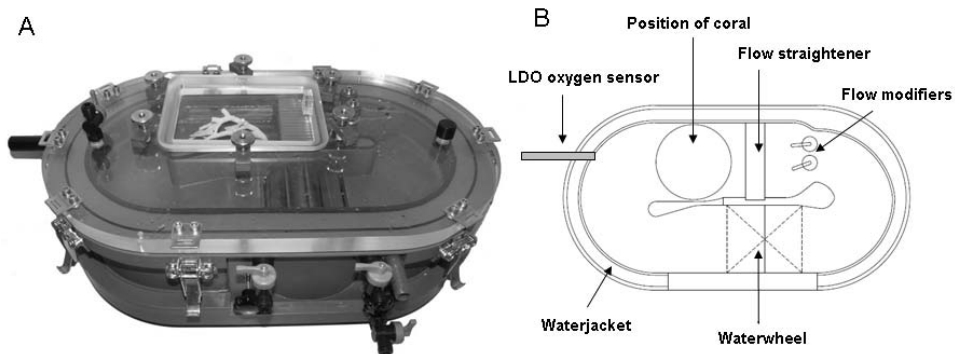 A
B
Position of coral
Flow straightener
LDO oxygen sensor
Flow modifiers
Waterjacket
Waterwheel